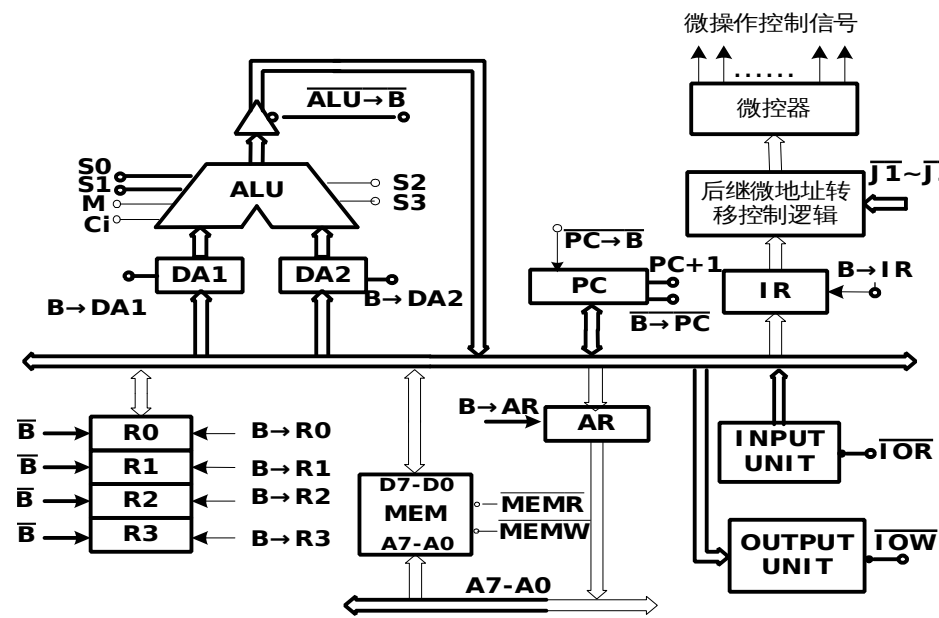 微操作控制信号
......
微控器
ALU→B
S0
S1
M
Ci
ALU
S2
S3
J1~J
后继微地址转
移控制逻辑
DA1
DA2
B→DA1
B→DA2
PC→B
PC
PC+1
B→PC
IR
B→IR
B
R0
B→R0
B
R1
B→R1
B
R2
B→R2
B
R3
B→R3
B→AR
AR
D7-D0
MEM
A7-A0
MEMR
MEMW
A7-A0
INPUT
UNIT
IOR
OUTPUT
UNIT
IOW